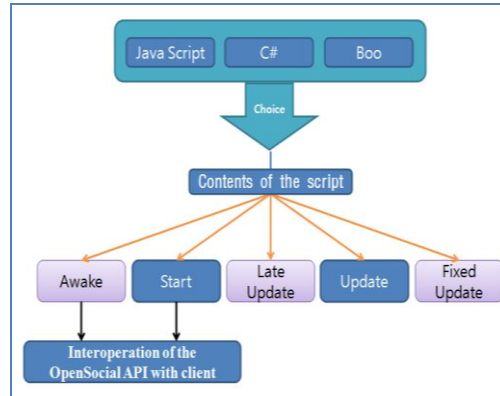 Java Script
C#
Boo
Choice
Contents of the script
Awake
Start
Late
Update
Update
Fixed
Update
Interoperation of the
OpenSocial API with client